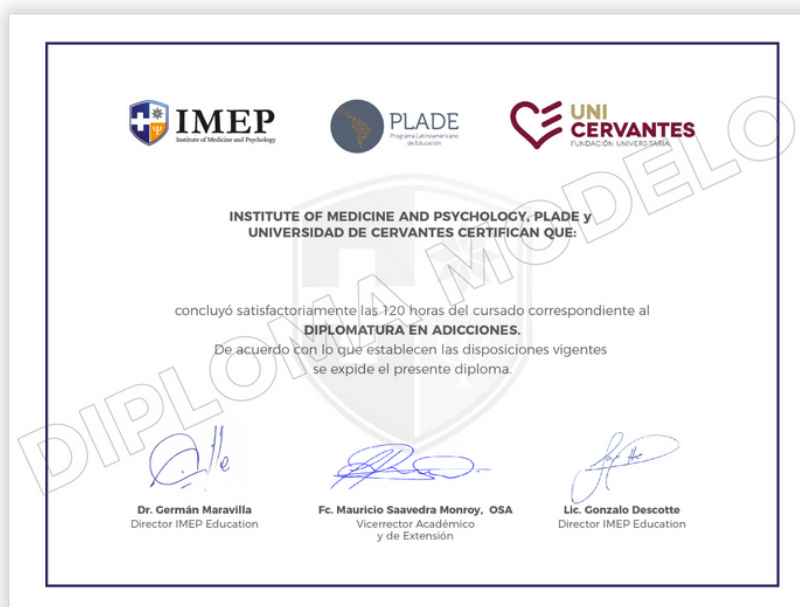 IMEP
Institute of Medicine and Psychology
PLADE
Programa Latinoamericano
de Educación
UNI
CERVANTES
FUNDACIÓN UNIVERSITARIA
INSTITUTE OF MEDICINE AND PSYCHOLOGY, PLADE y
UNIVERSIDAD DE CERVANTES CERTIFICAN QUE:
concluyó satisfactoriamente las 120 horas del cursado correspondiente al
DIPLOMATURA EN ADICCIONES.
De acuerdo con lo que establecen las disposiciones vigentes
se expide el presente diploma.
DIPLOMA MODELO
Dr. Germán Maravilla
Director IMEP Education
Fc. Mauricio Saavedra Monroy, OSA
Vicerrector Académico
y de Extensión
Lic. Gonzalo Descotte
Director IMEP Education